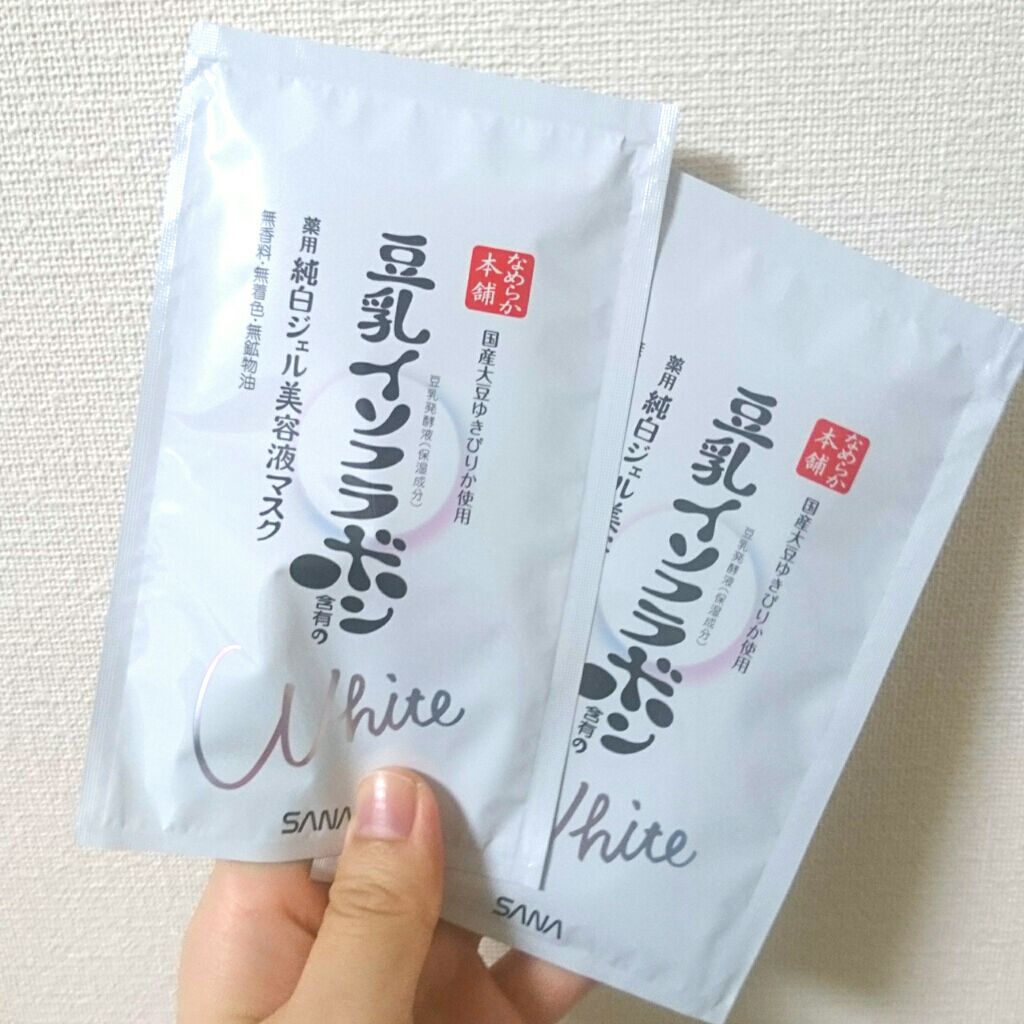 なめらか
本舗
国産大豆ゆきぴりか使用
豆乳発酵液(保湿成分)
豆乳イソフラボン
含有の
薬用 純白ジェル美容液マスク
無香料・無着色・無鉱物油
White
SANA
なめらか
本舗
国産大豆ゆきぴりか使用
豆乳発酵液(保湿成分)
豆乳イソフラボン
含有の
薬用 純白ジェル美
White
SANA